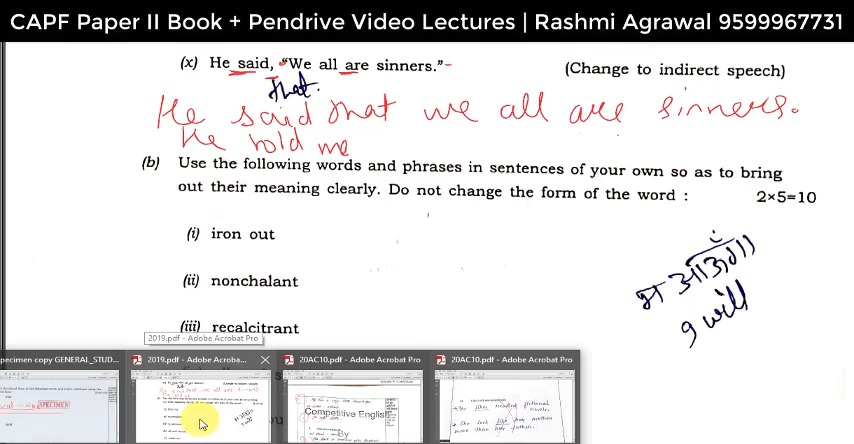 CAPF Paper II Book + Pendrive Video Lectures | Rashmi Agrawal 9599967731
(x) He said, "We all are sinners." (Change to indirect speech)
That.
He said that we all are sinners.
He told me
(b) Use the following words and phrases in sentences of your own so as to bring
out their meaning clearly. Do not change the form of the word : 2×5=10
(i) iron out
(ii) nonchalant
I will
(iii) recalcitrant
2019.pdf - Adobe Acrobat Pro
specimen copy GENERAL_STUD... 2019.pdf - Adobe Acroba... 20AC10.pdf - Adobe Acrobat Pro 20AC10.pdf - Adobe Acrobat Pro
SPECIMEN
Competitive English
By